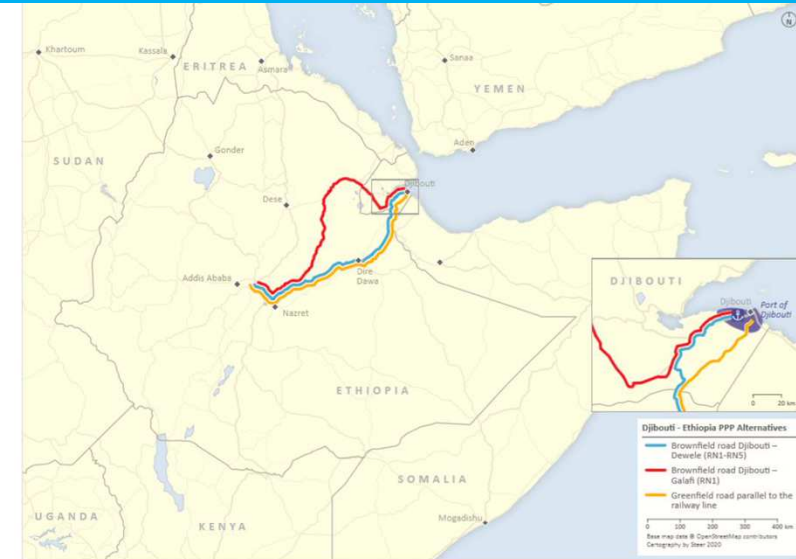 N
Khartoum
Kassala
ERITREA
Asmara
Sanaa
YEMEN
Aden
SUDAN
Gonder
Dese
Djibouti
Addis Ababa
Dire
Dawa
Nazret
ETHIOPIA
SOMALIA
Mogadishu
UGANDA
KENYA
DJIBOUTI
Djibouti
Port of
Djibouti
0 20 km
Djibouti - Ethiopia PPP Alternatives
Brownfield road Djibouti –
Dewele (RN1-RN5)
Brownfield road Djibouti –
Galafi (RN1)
Greenfield road parallel to the
railway line
0 100 200 300 400 km
Base map data © OpenStreetMap contributors
Cartography by Steer 2020